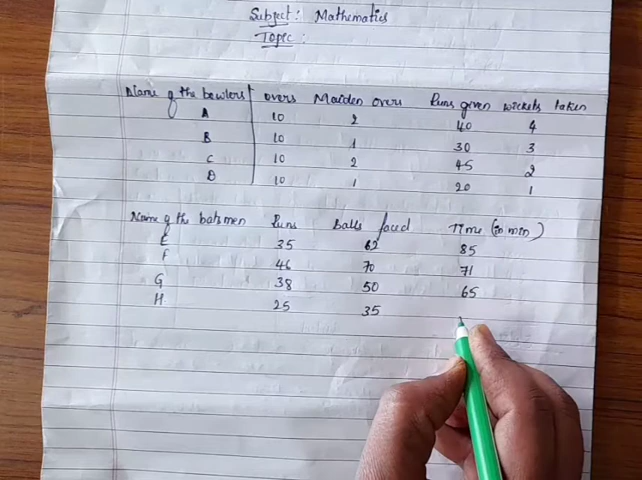 Subject: Mathematics
Topic:
Name of the bowlers overs Maiden overs Runs given wickets taken
A 10 2 40 4
B 10 1 30 3
C 10 2 45 2
D 10 1 20 1
Name of the batsmen Runs Balls faced Time (in min)
E 35 62 85
F 46 70 71
G 38 50 65
H 25 35